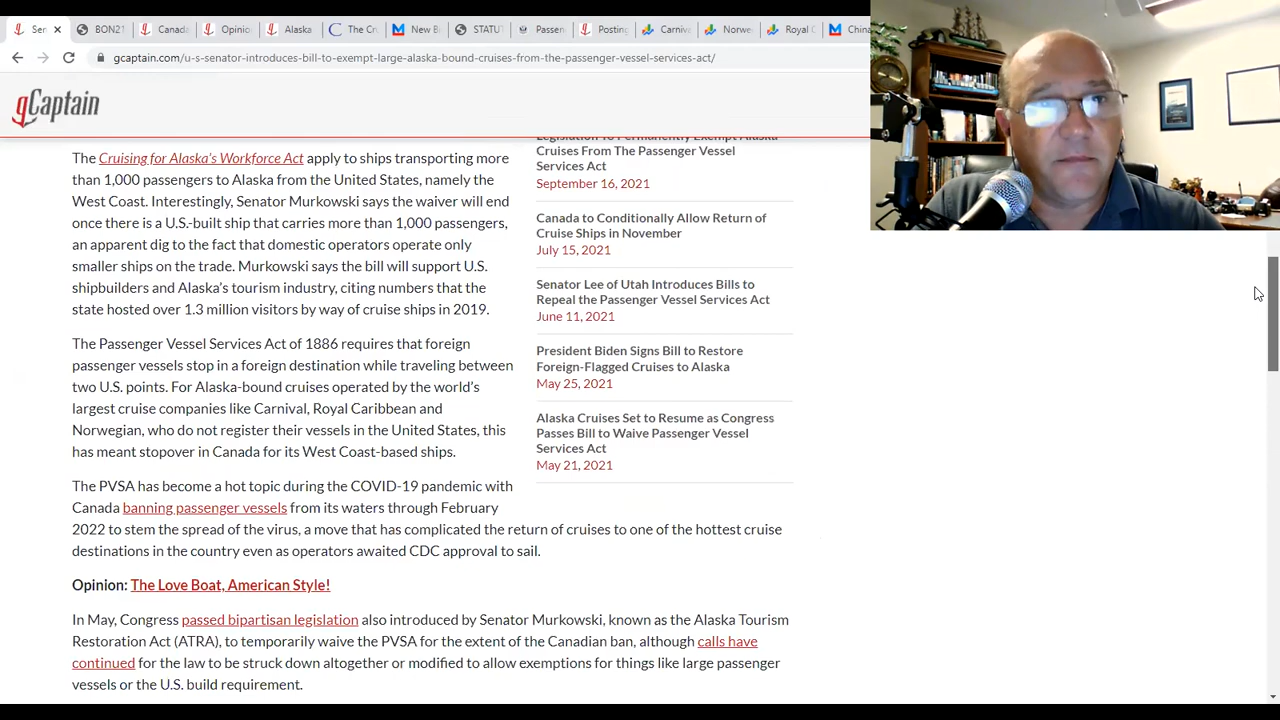 Ser
BON21
Canad
Opinio
Alaska
The Cr
New B
STATU
Passen
Posting
Carniv
Norwe
Royal C
China
gcaptain.com/u-s-senator-introduces-bill-to-exempt-large-alaska-bound-cruises-from-the-passenger-vessel-services-act/
gCaptain
The Cruising for Alaska's Workforce Act apply to ships transporting more
than 1,000 passengers to Alaska from the United States, namely the
West Coast. Interestingly, Senator Murkowski says the waiver will end
once there is a U.S.-built ship that carries more than 1,000 passengers,
an apparent dig to the fact that domestic operators operate only
smaller ships on the trade. Murkowski says the bill will support U.S.
shipbuilders and Alaska's tourism industry, citing numbers that the
state hosted over 1.3 million visitors by way of cruise ships in 2019.
The Passenger Vessel Services Act of 1886 requires that foreign
passenger vessels stop in a foreign destination while traveling between
two U.S. points. For Alaska-bound cruises operated by the world's
largest cruise companies like Carnival, Royal Caribbean and
Norwegian, who do not register their vessels in the United States, this
has meant stopover in Canada for its West Coast-based ships.
The PVSA has become a hot topic during the COVID-19 pandemic with
Canada banning passenger vessels from its waters through February
2022 to stem the spread of the virus, a move that has complicated the return of cruises to one of the hottest cruise
destinations in the country even as operators awaited CDC approval to sail.
Opinion: The Love Boat, American Style!
In May, Congress passed bipartisan legislation also introduced by Senator Murkowski, known as the Alaska Tourism
Restoration Act (ATRA), to temporarily waive the PVSA for the extent of the Canadian ban, although calls have
continued for the law to be struck down altogether or modified to allow exemptions for things like large passenger
vessels or the U.S. build requirement.
Legislation To Permanently Exempt Alaska
Cruises From The Passenger Vessel
Services Act
September 16, 2021
Canada to Conditionally Allow Return of
Cruise Ships in November
July 15, 2021
Senator Lee of Utah Introduces Bills to
Repeal the Passenger Vessel Services Act
June 11, 2021
President Biden Signs Bill to Restore
Foreign-Flagged Cruises to Alaska
May 25, 2021
Alaska Cruises Set to Resume as Congress
Passes Bill to Waive Passenger Vessel
Services Act
May 21, 2021